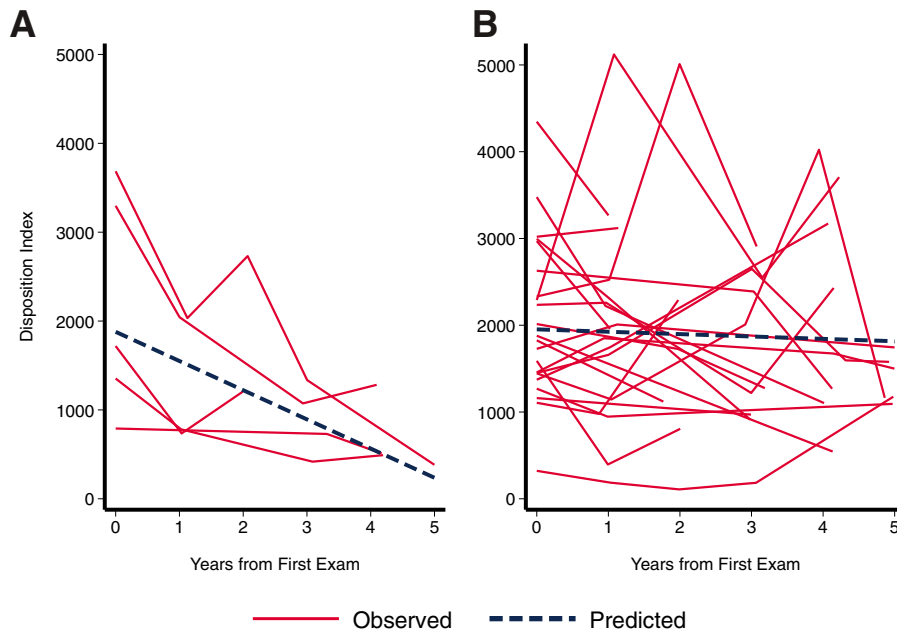 A
B
5000
4000
3000
2000
1000
0
Disposition Index
0 1 2 3 4 5
Years from First Exam
5000
4000
3000
2000
1000
0
0 1 2 3 4 5
Years from First Exam
Observed Predicted